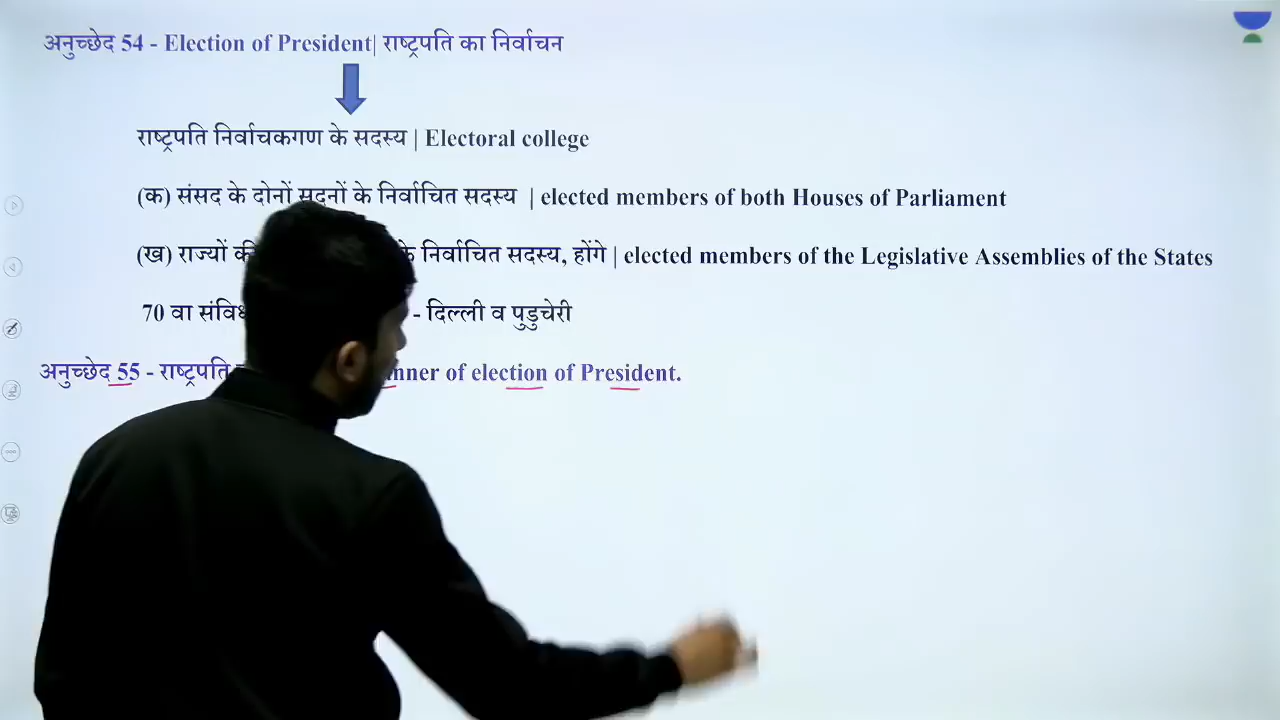 अनुच्छेद 54 - Election of President| राष्ट्रपति का निर्वाचन
राष्ट्रपति निर्वाचकगण के सदस्य | Electoral college
(क) संसद के दोनों सदनों के निर्वाचित सदस्य | elected members of both Houses of Parliament
(ख) राज्यों की के निर्वाचित सदस्य, होंगे | elected members of the Legislative Assemblies of the States
70 वा - दिल्ली व पुडुचेरी
अनुच्छेद 55 - राष्ट्रपति of election of President.